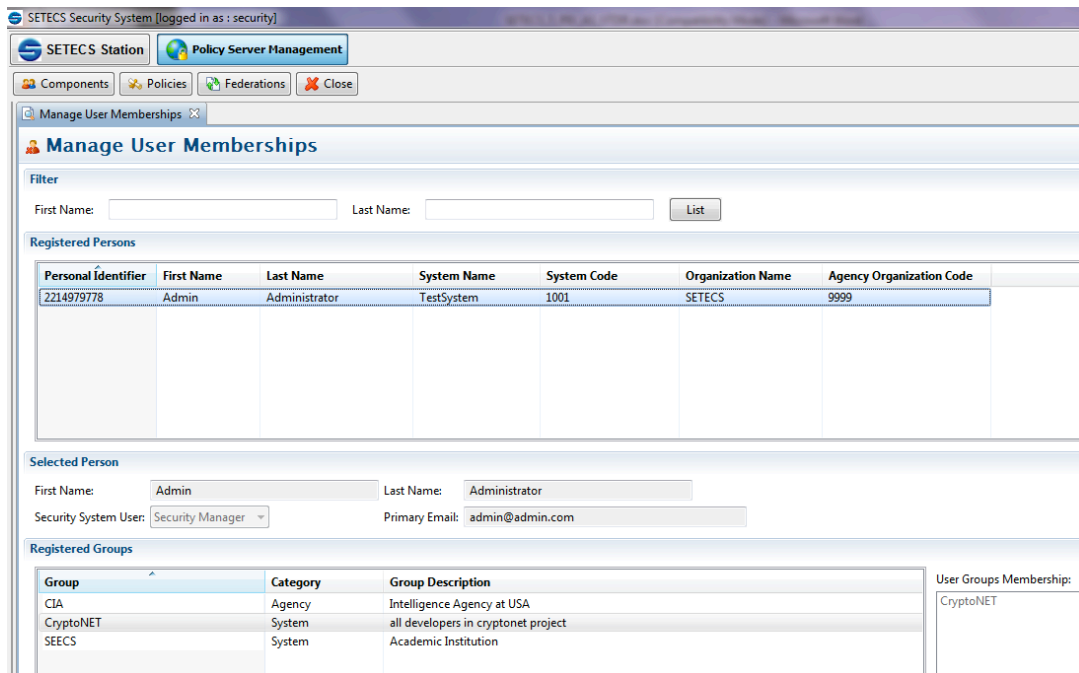 SETECS Security System [logged in as : security]
SETECS Station Policy Server Management
Components Policies Federations Close
Manage User Memberships
Manage User Memberships
Filter
First Name: Last Name: List
Registered Persons
Personal Identifier First Name Last Name System Name System Code Organization Name Agency Organization Code
2214979778 Admin Administrator TestSystem 1001 SETECS 9999
Selected Person
First Name: Admin Last Name: Administrator
Security System User: Security Manager Primary Email: admin@admin.com
Registered Groups
Group Category Group Description User Groups Membership:
CIA Agency Intelligence Agency at USA CryptoNET
CryptoNET System all developers in cryptonet project
SEECS System Academic Institution